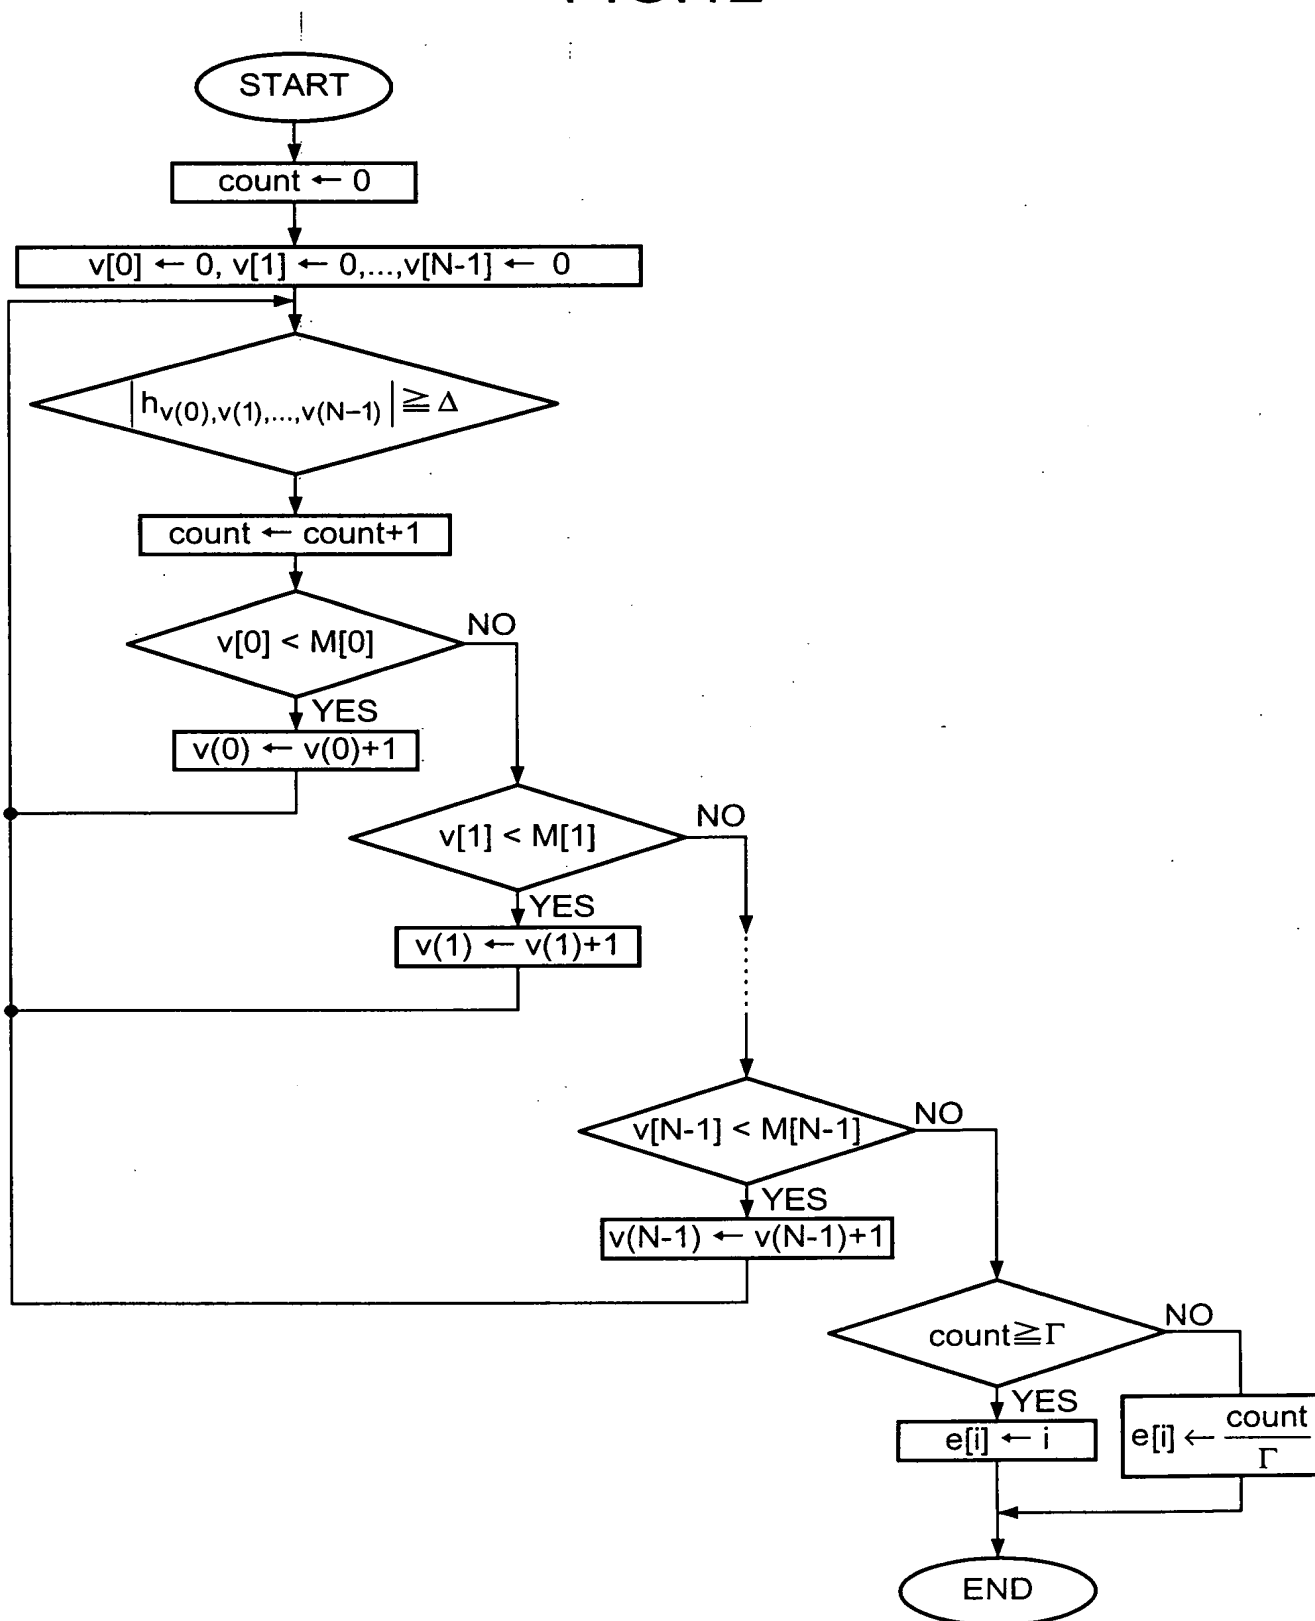 START
count ← 0
v[0] ← 0, v[1] ← 0,...,v[N-1] ← 0
|h_{v(0),v(1),...,v(N−1)}| ≧ Δ
count ← count+1
v[0] < M[0]
NO
YES
v(0) ← v(0)+1
v[1] < M[1]
NO
YES
v(1) ← v(1)+1
v[N-1] < M[N-1]
NO
YES
v(N-1) ← v(N-1)+1
count≧Γ
NO
YES
e[i] ← i
e[i] ← count
Γ
END